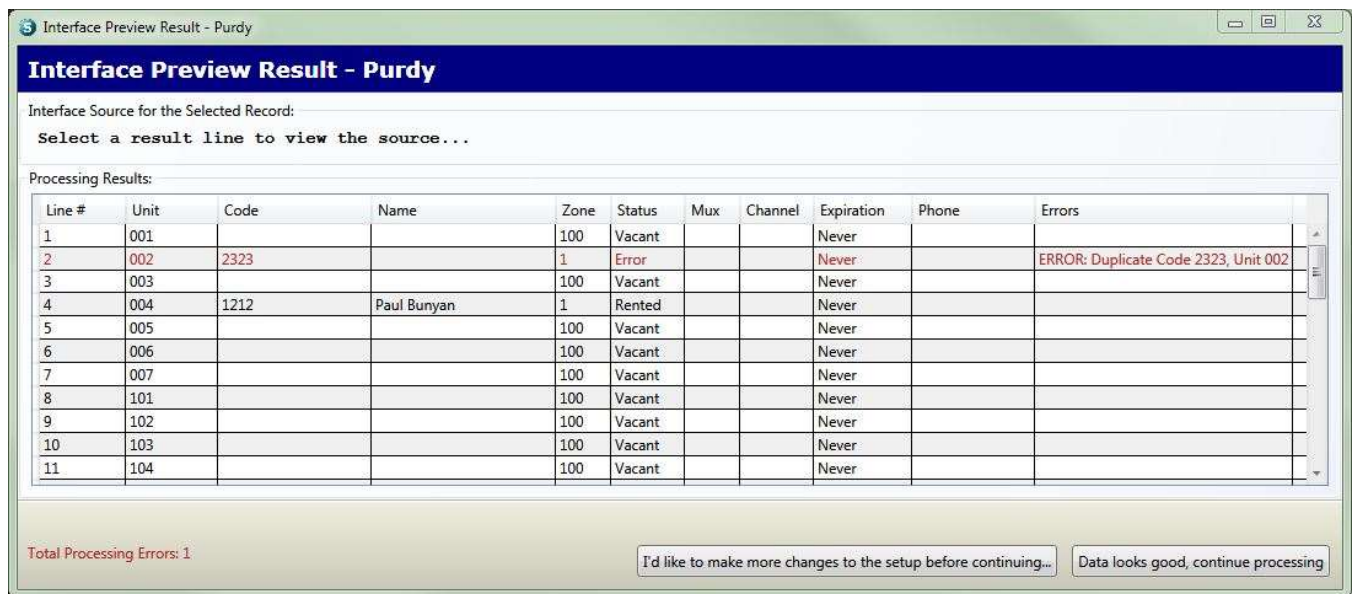 Interface Preview Result - Purdy
Interface Preview Result - Purdy
Interface Source for the Selected Record:
Select a result line to view the source...
Processing Results:
Line # Unit Code Name Zone Status Mux Channel Expiration Phone Errors
1 001 100 Vacant Never
2 002 2323 1 Error Never ERROR: Duplicate Code 2323, Unit 002
3 003 100 Vacant Never
4 004 1212 Paul Bunyan 1 Rented Never
5 005 100 Vacant Never
6 006 100 Vacant Never
7 007 100 Vacant Never
8 101 100 Vacant Never
9 102 100 Vacant Never
10 103 100 Vacant Never
11 104 100 Vacant Never
Total Processing Errors: 1
I'd like to make more changes to the setup before continuing... Data looks good, continue processing